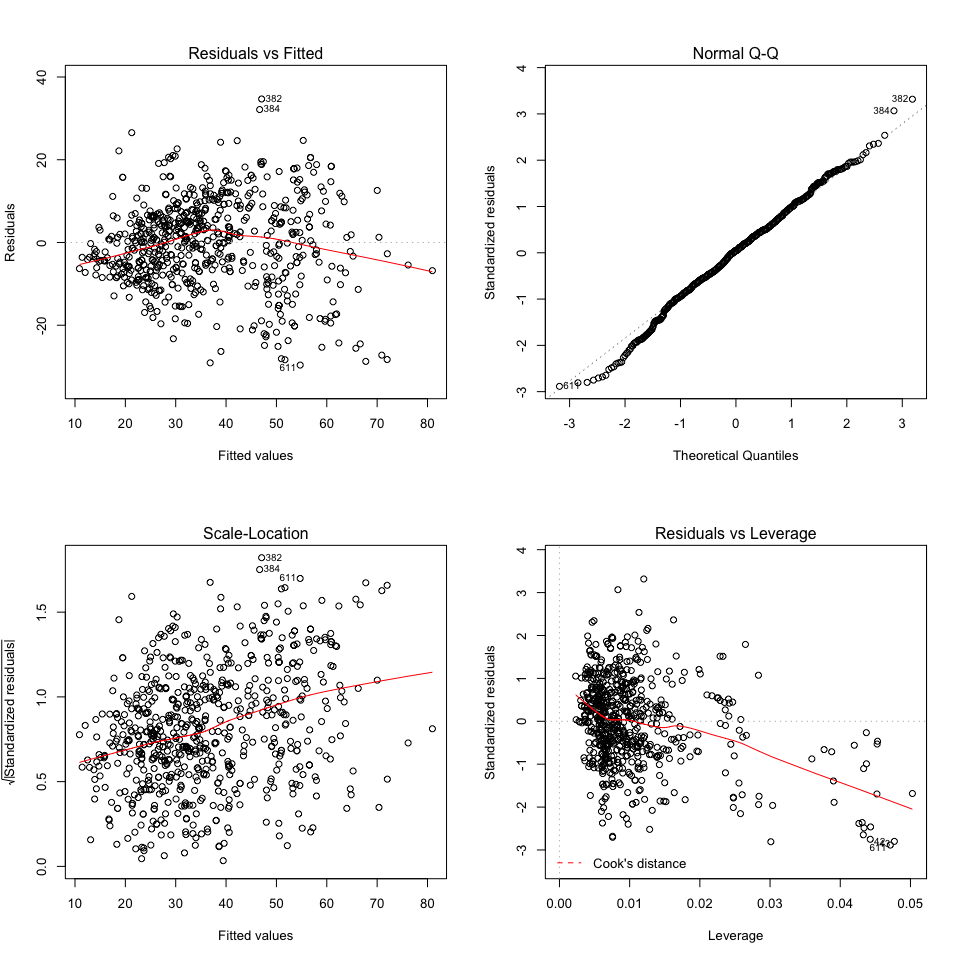 Residuals vs Fitted
Residuals
40
20
0
-20
382
384
611
10 20 30 40 50 60 70 80
Fitted values
Normal Q-Q
Standardized residuals
4
3
2
1
0
-1
-2
-3
382
384
611
-3 -2 -1 0 1 2 3
Theoretical Quantiles
Scale-Location
√|Standardized residuals|
1.5
1.0
0.5
0.0
382
384
611
10 20 30 40 50 60 70 80
Fitted values
Residuals vs Leverage
Standardized residuals
4
3
2
1
0
-1
-2
-3
611
Cook's distance
0.00 0.01 0.02 0.03 0.04 0.05
Leverage